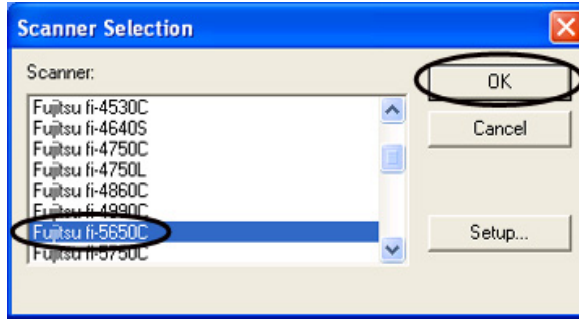 Scanner Selection
Scanner:
Fujitsu fi-4530C
Fujitsu fi-4640S
Fujitsu fi-4750C
Fujitsu fi-4750L
Fujitsu fi-4860C
Fujitsu fi-4990C
Fujitsu fi-5650C
Fujitsu fi-5750C
OK
Cancel
Setup...